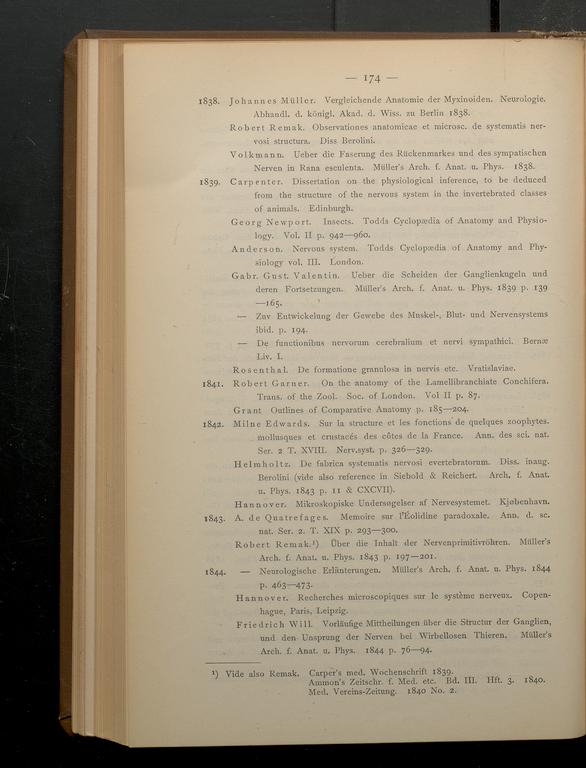 — 174 —
1838. Johannes Müller. Vergleichende Anatomie der Myxinoiden. Neurologie.
Abhandl. d. königl. Akad. d. Wiss. zu Berlin 1838.
Robert Remak. Observationes anatomicae et microsc. de systematis ner-
vosi structura. Diss Berolini.
Volkmann. Ueber die Faserung des Rückenmarkes und des sympatischen
Nerven in Rana esculenta. Müller's Arch. f. Anat. u. Phys. 1838.
1839. Carpenter. Dissertation on the physiological inference, to be deduced
from the structure of the nervous system in the invertebrated classes
of animals. Edinburgh.
Georg Newport. Insects. Todds Cyclopædia of Anatomy and Physio-
logy. Vol. II p. 942—960.
Anderson. Nervous system. Todds Cyclopædia of Anatomy and Phy-
siology vol. III. London.
Gabr. Gust. Valentin. Ueber die Scheiden der Ganglienkugeln und
deren Fortsetzungen. Müller's Arch. f. Anat. u. Phys. 1839 p. 139
—165.
— Zuv Entwickelung der Gewebe des Muskel-, Blut- und Nervensystems
ibid. p. 194.
— De functionibus nervorum cerebralium et nervi sympathici. Bernæ
Liv. I.
Rosenthal. De formatione granulosa in nervis etc. Vratislaviae.
1841. Robert Garner. On the anatomy of the Lamellibranchiate Conchifera.
Trans. of the Zool. Soc. of London. Vol II p. 87.
Grant Outlines of Comparative Anatomy p. 185—204.
1842. Milne Edwards. Sur la structure et les fonctions de quelques zoophytes.
mollusques et crustacés des côtes de la France. Ann. des sci. nat.
Ser. 2 T. XVIII. Nerv.syst. p. 326—329.
Helmholtz. De fabrica systematis nervosi evertebratorum. Diss. inaug.
Berolini (vide also reference in Siebold & Reichert. Arch. f. Anat.
u. Phys. 1843 p. 11 & CXCVII).
Hannover. Mikroskopiske Undersøgelser af Nervesystemet. Kjøbenhavn.
1843. A. de Quatrefages. Memoire sur l'Éolidine paradoxale. Ann. d. sc.
nat. Ser. 2. T. XIX p. 293—300.
Robert Remak.¹) Über die Inhalt der Nervenprimitivröhren. Müller's
Arch. f. Anat. u. Phys. 1843 p. 197—201.
1844. — Neurologische Erlänterungen. Müller's Arch. f. Anat. u. Phys. 1844
p. 463—473.
Hannover. Recherches microscopiques sur le système nerveux. Copen-
hague, Paris, Leipzig.
Friedrich Will. Vorläufige Mittheilungen über die Structur der Ganglien,
und den Unsprung der Nerven bei Wirbellosen Thieren. Müller's
Arch. f. Anat. u. Phys. 1844 p. 76—94.
¹) Vide also Remak. Carper's med. Wochenschrift 1839.
Ammon's Zeitschr. f. Med. etc. Bd. III. Hft. 3. 1840.
Med. Vereins-Zeitung. 1840 No. 2.